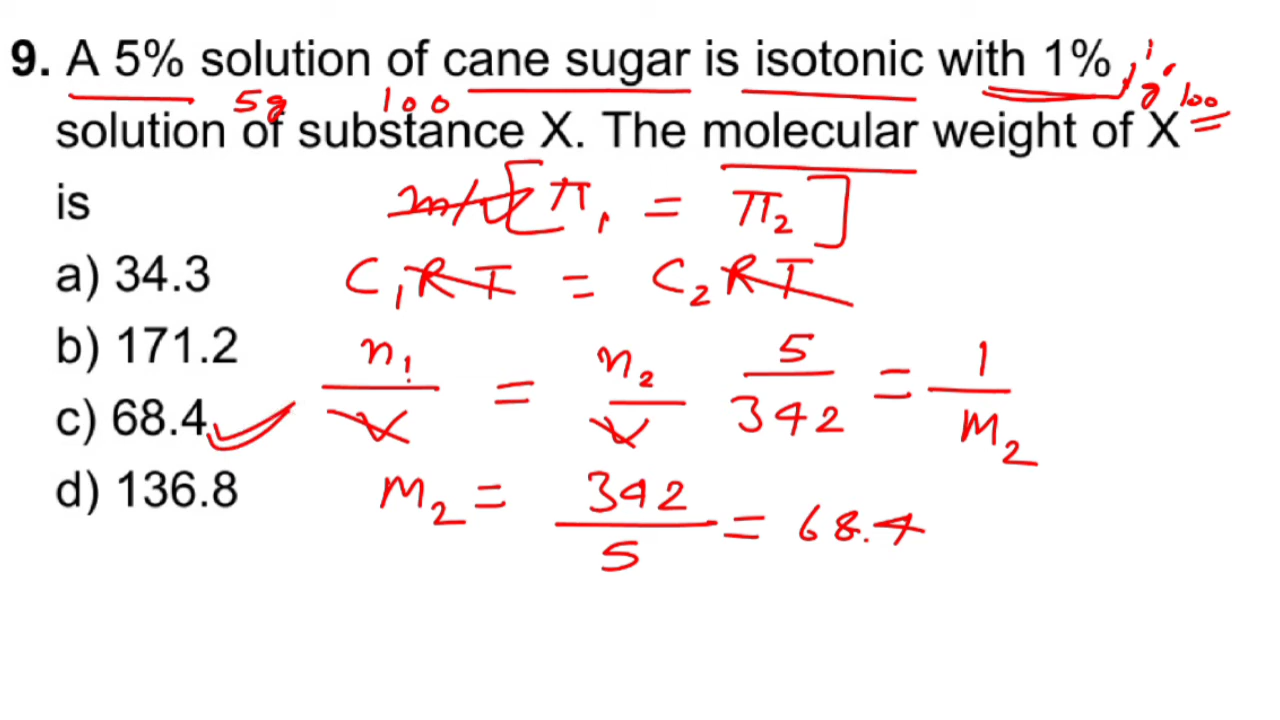 9. A 5% solution of cane sugar is isotonic with 1%
1 g 100
5g 100
solution of substance X. The molecular weight of X
is
[π₁ = π₂]
a) 34.3
C₁RT = C₂RT
b) 171.2
n₁/V = n₂/V 5/342 = 1/M₂
c) 68.4
M₂ = 342/5 = 68.4
d) 136.8